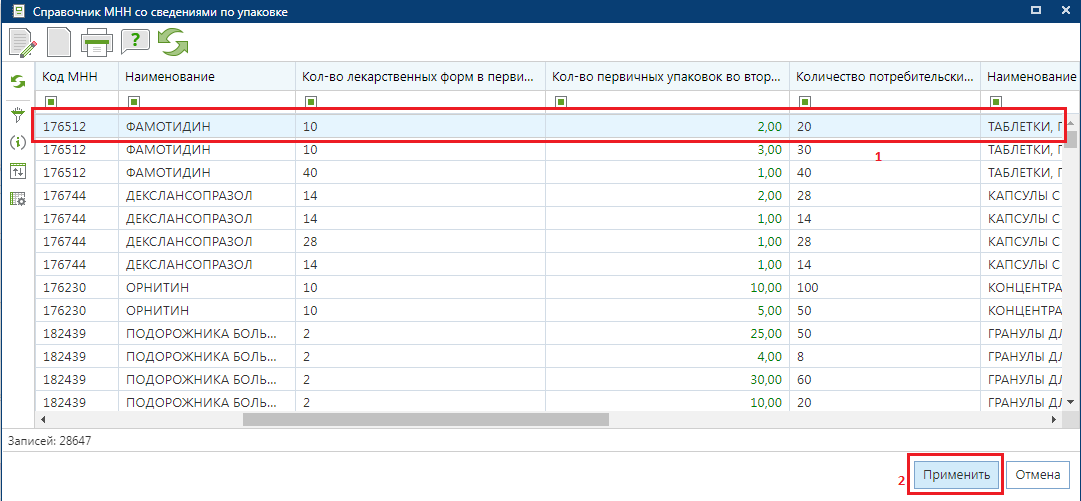 Справочник МНН со сведениями по упаковке
Код МНН Наименование Кол-во лекарственных форм в перви... Кол-во первичных упаковок во втор... Количество потребительски... Наименование
176512 ФАМОТИДИН 10 2,00 20 ТАБЛЕТКИ, П
1
176512 ФАМОТИДИН 10 3,00 30 ТАБЛЕТКИ, П
176512 ФАМОТИДИН 40 1,00 40 ТАБЛЕТКИ, П
176744 ДЕКСЛАНСОПРАЗОЛ 14 2,00 28 КАПСУЛЫ С
176744 ДЕКСЛАНСОПРАЗОЛ 14 1,00 14 КАПСУЛЫ С
176744 ДЕКСЛАНСОПРАЗОЛ 28 1,00 28 КАПСУЛЫ С
176744 ДЕКСЛАНСОПРАЗОЛ 14 1,00 14 КАПСУЛЫ С
176230 ОРНИТИН 10 10,00 100 КОНЦЕНТРА
176230 ОРНИТИН 10 5,00 50 КОНЦЕНТРА
182439 ПОДОРОЖНИКА БОЛЬ... 2 25,00 50 ГРАНУЛЫ ДЛ
182439 ПОДОРОЖНИКА БОЛЬ... 2 4,00 8 ГРАНУЛЫ ДЛ
182439 ПОДОРОЖНИКА БОЛЬ... 2 30,00 60 ГРАНУЛЫ ДЛ
182439 ПОДОРОЖНИКА БОЛЬ... 2 10,00 20 ГРАНУЛЫ ДЛ
Записей: 28647
2 Применить Отмена